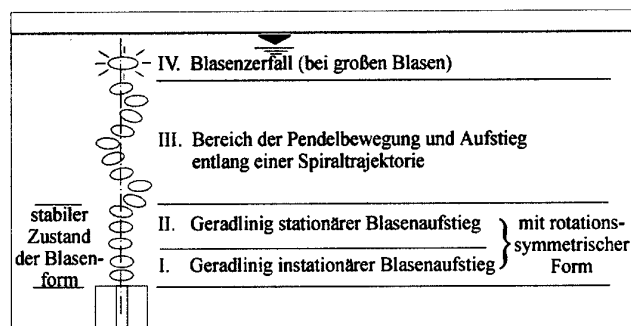 IV. Blasenzerfall (bei großen Blasen)
III. Bereich der Pendelbewegung und Aufstieg
entlang einer Spiraltrajektorie
stabiler
Zustand
der Blasen-
form
II. Geradlinig stationärer Blasenaufstieg
I. Geradlinig instationärer Blasenaufstieg
mit rotations-
symmetrischer
Form